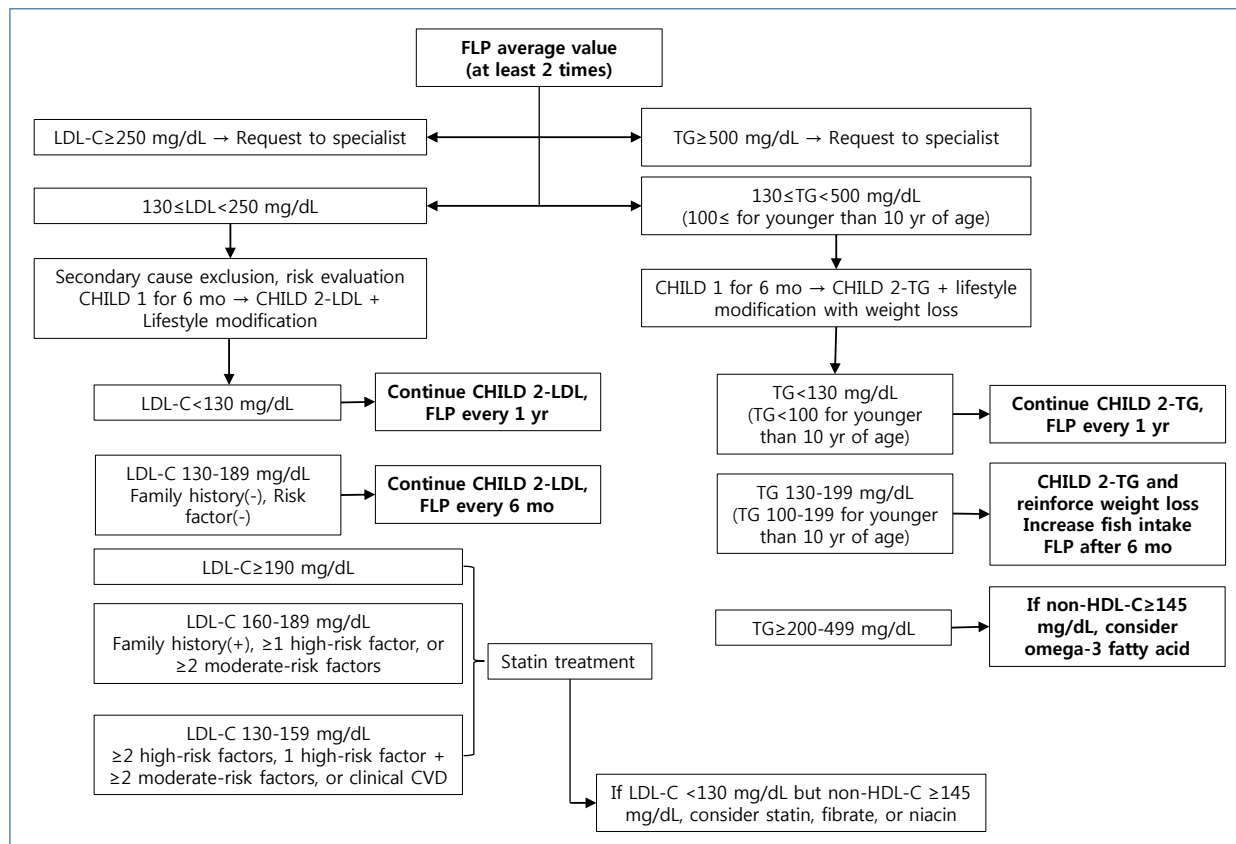 FLP average value
(at least 2 times)
LDL-C≥250 mg/dL → Request to specialist
TG≥500 mg/dL → Request to specialist
130≤LDL<250 mg/dL
130≤TG<500 mg/dL
(100≤ for younger than 10 yr of age)
Secondary cause exclusion, risk evaluation
CHILD 1 for 6 mo → CHILD 2-LDL +
Lifestyle modification
CHILD 1 for 6 mo → CHILD 2-TG + lifestyle
modification with weight loss
LDL-C<130 mg/dL
Continue CHILD 2-LDL,
FLP every 1 yr
TG<130 mg/dL
(TG<100 for younger
than 10 yr of age)
Continue CHILD 2-TG,
FLP every 1 yr
LDL-C 130-189 mg/dL
Family history(-), Risk
factor(-)
Continue CHILD 2-LDL,
FLP every 6 mo
TG 130-199 mg/dL
(TG 100-199 for younger
than 10 yr of age)
CHILD 2-TG and
reinforce weight loss
Increase fish intake
FLP after 6 mo
LDL-C≥190 mg/dL
LDL-C 160-189 mg/dL
Family history(+), ≥1 high-risk factor, or
≥2 moderate-risk factors
LDL-C 130-159 mg/dL
≥2 high-risk factors, 1 high-risk factor +
≥2 moderate-risk factors, or clinical CVD
Statin treatment
TG≥200-499 mg/dL
If non-HDL-C≥145
mg/dL, consider
omega-3 fatty acid
If LDL-C <130 mg/dL but non-HDL-C ≥145
mg/dL, consider statin, fibrate, or niacin